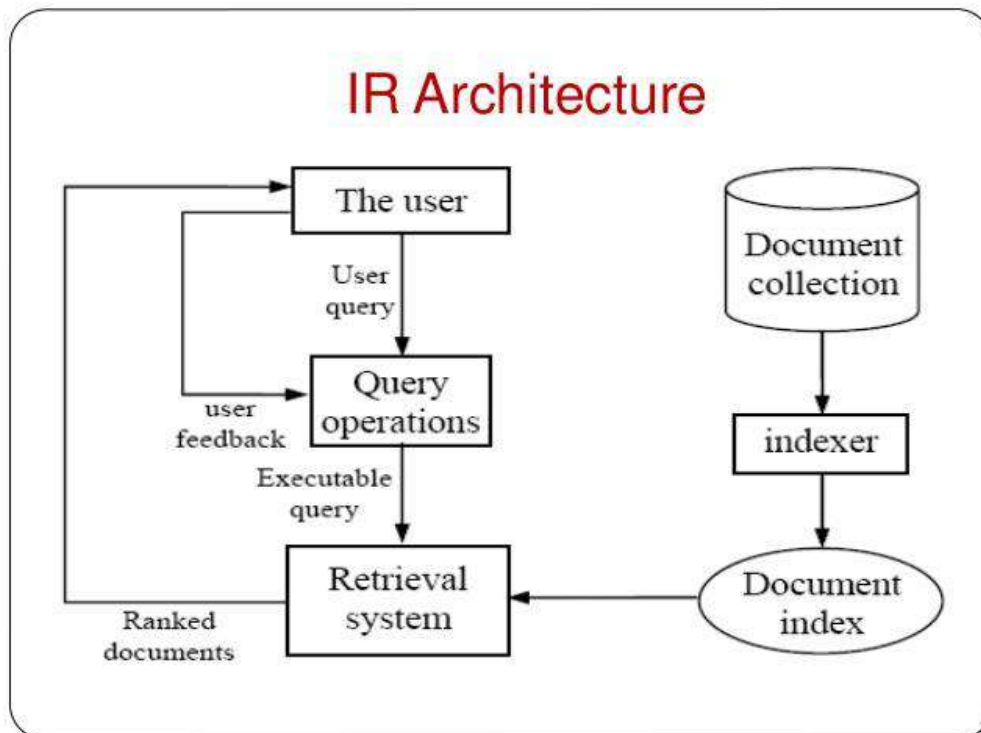 IR Architecture
The user
User
query
Query
operations
user
feedback
Executable
query
Retrieval
system
Ranked
documents
Document
collection
indexer
Document
index